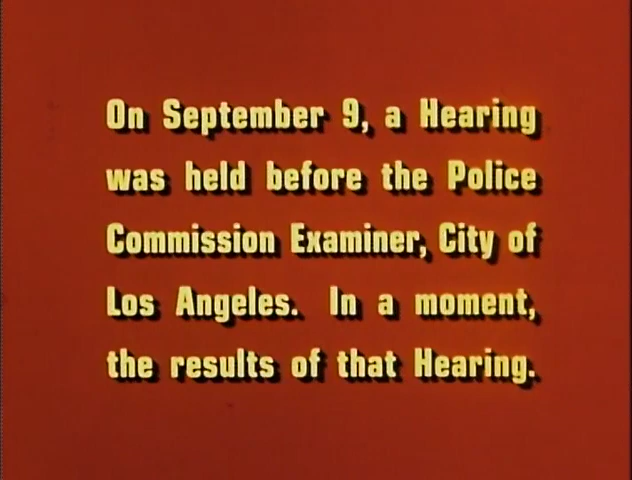 On September 9, a Hearing
was held before the Police
Commission Examiner, City of
Los Angeles. In a moment,
the results of that Hearing.